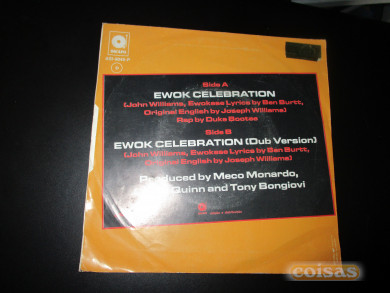 Side A
EWOK CELEBRATION
(John Williams, Ewokese Lyrics by Ben Burtt,
Original English by Joseph Williams)
Rap by Duke Bootee
Side B
EWOK CELEBRATION (Dub Version)
(John Williams, Ewokese Lyrics by Ben Burtt,
Original English by Joseph Williams)
Produced by Meco Monardo,
Quinn and Tony Bongiovi
coisas